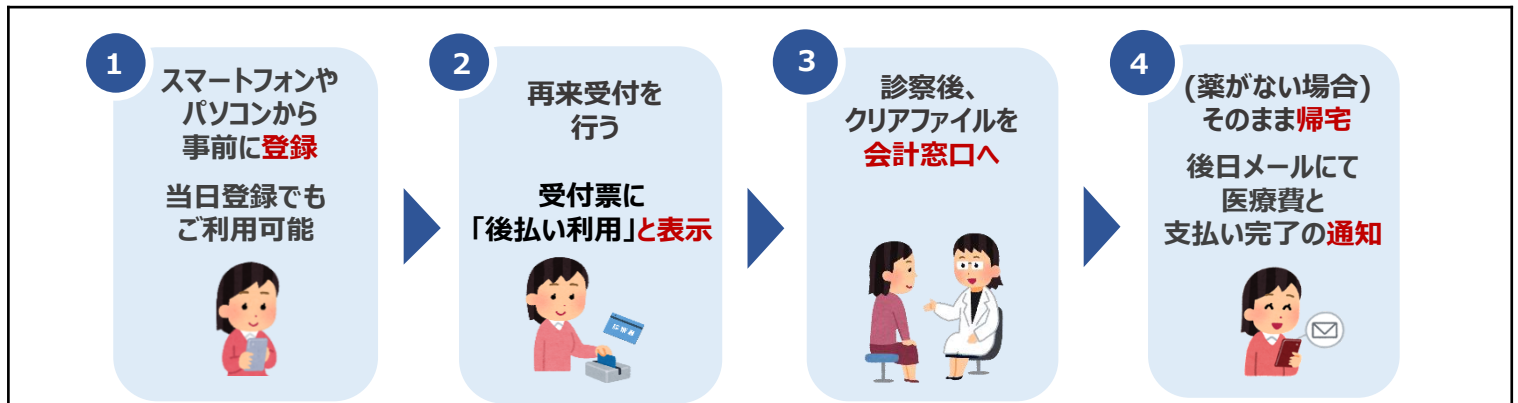 1
スマートフォンや
パソコンから
事前に登録
当日登録でも
ご利用可能
2
再来受付を
行う
受付票に
「後払い利用」と表示
3
診察後、
クリアファイルを
会計窓口へ
4
(薬がない場合)
そのまま帰宅
後日メールにて
医療費と
支払い完了の通知